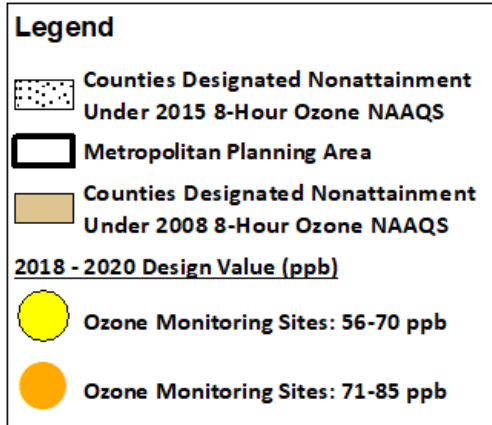 Legend
Counties Designated Nonattainment
Under 2015 8-Hour Ozone NAAQS
Metropolitan Planning Area
Counties Designated Nonattainment
Under 2008 8-Hour Ozone NAAQS
2018 - 2020 Design Value (ppb)
Ozone Monitoring Sites: 56-70 ppb
Ozone Monitoring Sites: 71-85 ppb